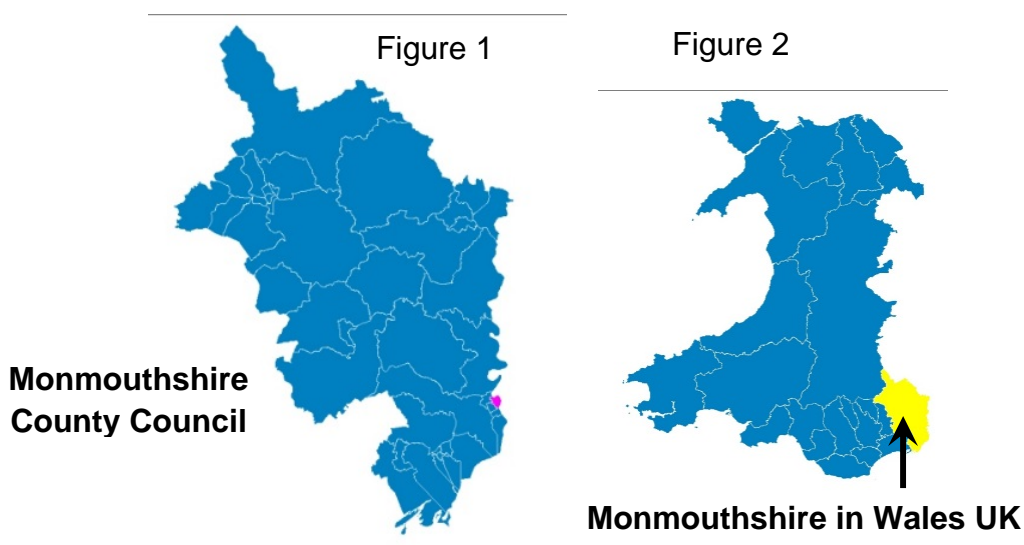 Figure 1
Figure 2
Monmouthshire
County Council
Monmouthshire in Wales UK